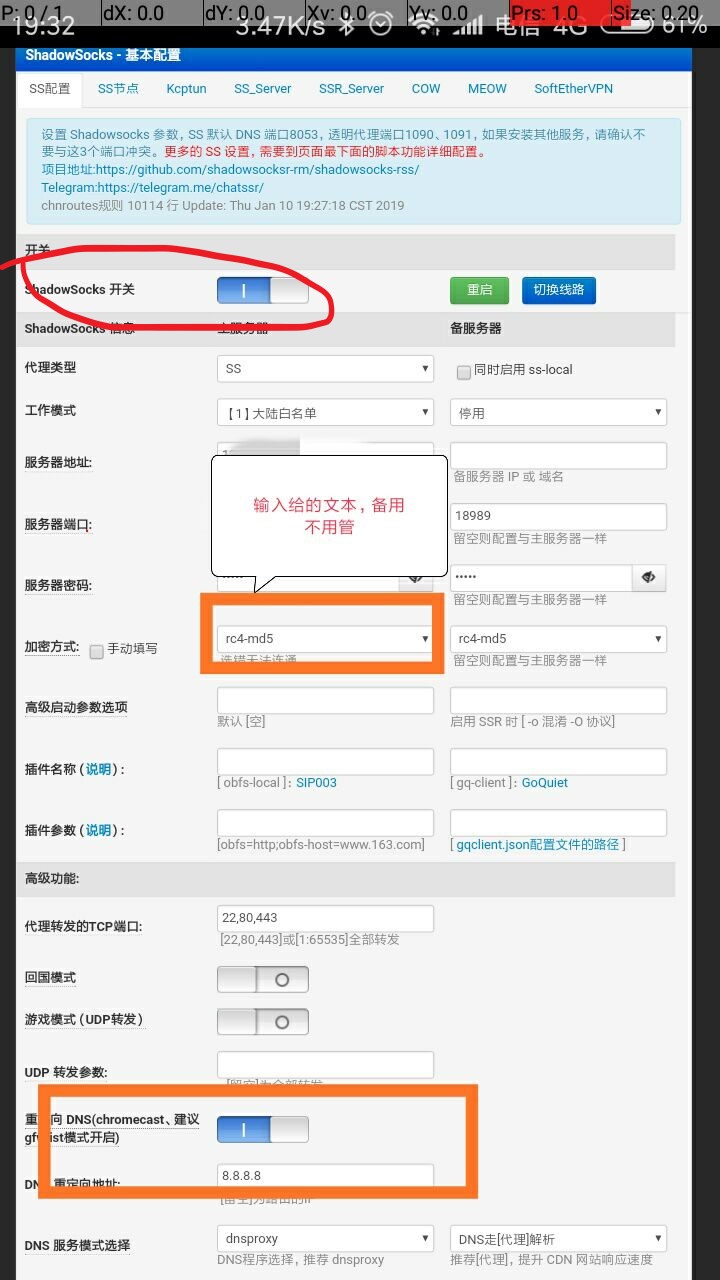 P: 0 / 1 dX: 0.0 dY: 0.0 Xv: 0.0 Yv: 0.0 Prs: 1.0 Size: 0.20
19:32 3.47K/s 电信 4G 61%
ShadowSocks - 基本配置
SS配置 SS节点 Kcptun SS_Server SSR_Server COW MEOW SoftEtherVPN
设置 Shadowsocks 参数, SS 默认 DNS 端口8053, 透明代理端口1090、1091, 如果安装其他服务, 请确认不
要与这3个端口冲突。更多的 SS 设置, 需要到页面最下面的脚本功能详细配置。
项目地址:https://github.com/shadowsocksr-rm/shadowsocks-rss/
Telegram:https://telegram.me/chatssr/
chnroutes规则 10114 行 Update: Thu Jan 10 19:27:18 CST 2019
开关
ShadowSocks 开关 重启 切换线路
ShadowSocks 信息 主服务器 备服务器
代理类型 SS 同时启用 ss-local
工作模式 【1】大陆白名单 停用
服务器地址:
备服务器 IP 或 域名
输入给的文本, 备用
不用管
服务器端口: 18989
留空则配置与主服务器一样
服务器密码: •••••
留空则配置与主服务器一样
加密方式: 手动填写 rc4-md5 rc4-md5
选错无法连通 留空则配置与主服务器一样
高级启动参数选项
默认 [空] 启用 SSR 时 [ -o 混淆 -O 协议]
插件名称 (说明) :
[ obfs-local ]: SIP003 [ gq-client ]: GoQuiet
插件参数 (说明) :
[obfs=http;obfs-host=www.163.com] [ gqclient.json配置文件的路径 ]
高级功能:
代理转发的TCP端口: 22,80,443
[22,80,443]或[1:65535]全部转发
回国模式
游戏模式 (UDP转发)
UDP 转发参数:
[留空]为全部转发
重定向 DNS(chromecast、建议
gfwlist模式开启)
DNS 重定向地址: 8.8.8.8
[留空]为路由的IP
DNS 服务模式选择 dnsproxy DNS走[代理]解析
DNS程序选择, 推荐 dnsproxy 推荐[代理], 提升 CDN 网站响应速度